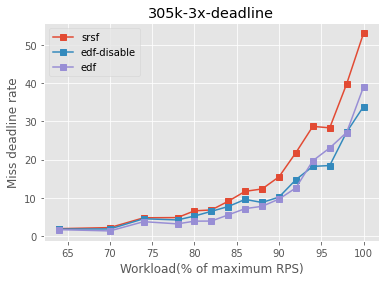 305k-3x-deadline
srsf
edf-disable
edf
Miss deadline rate
50
40
30
20
10
0
65 70 75 80 85 90 95 100
Workload(% of maximum RPS)